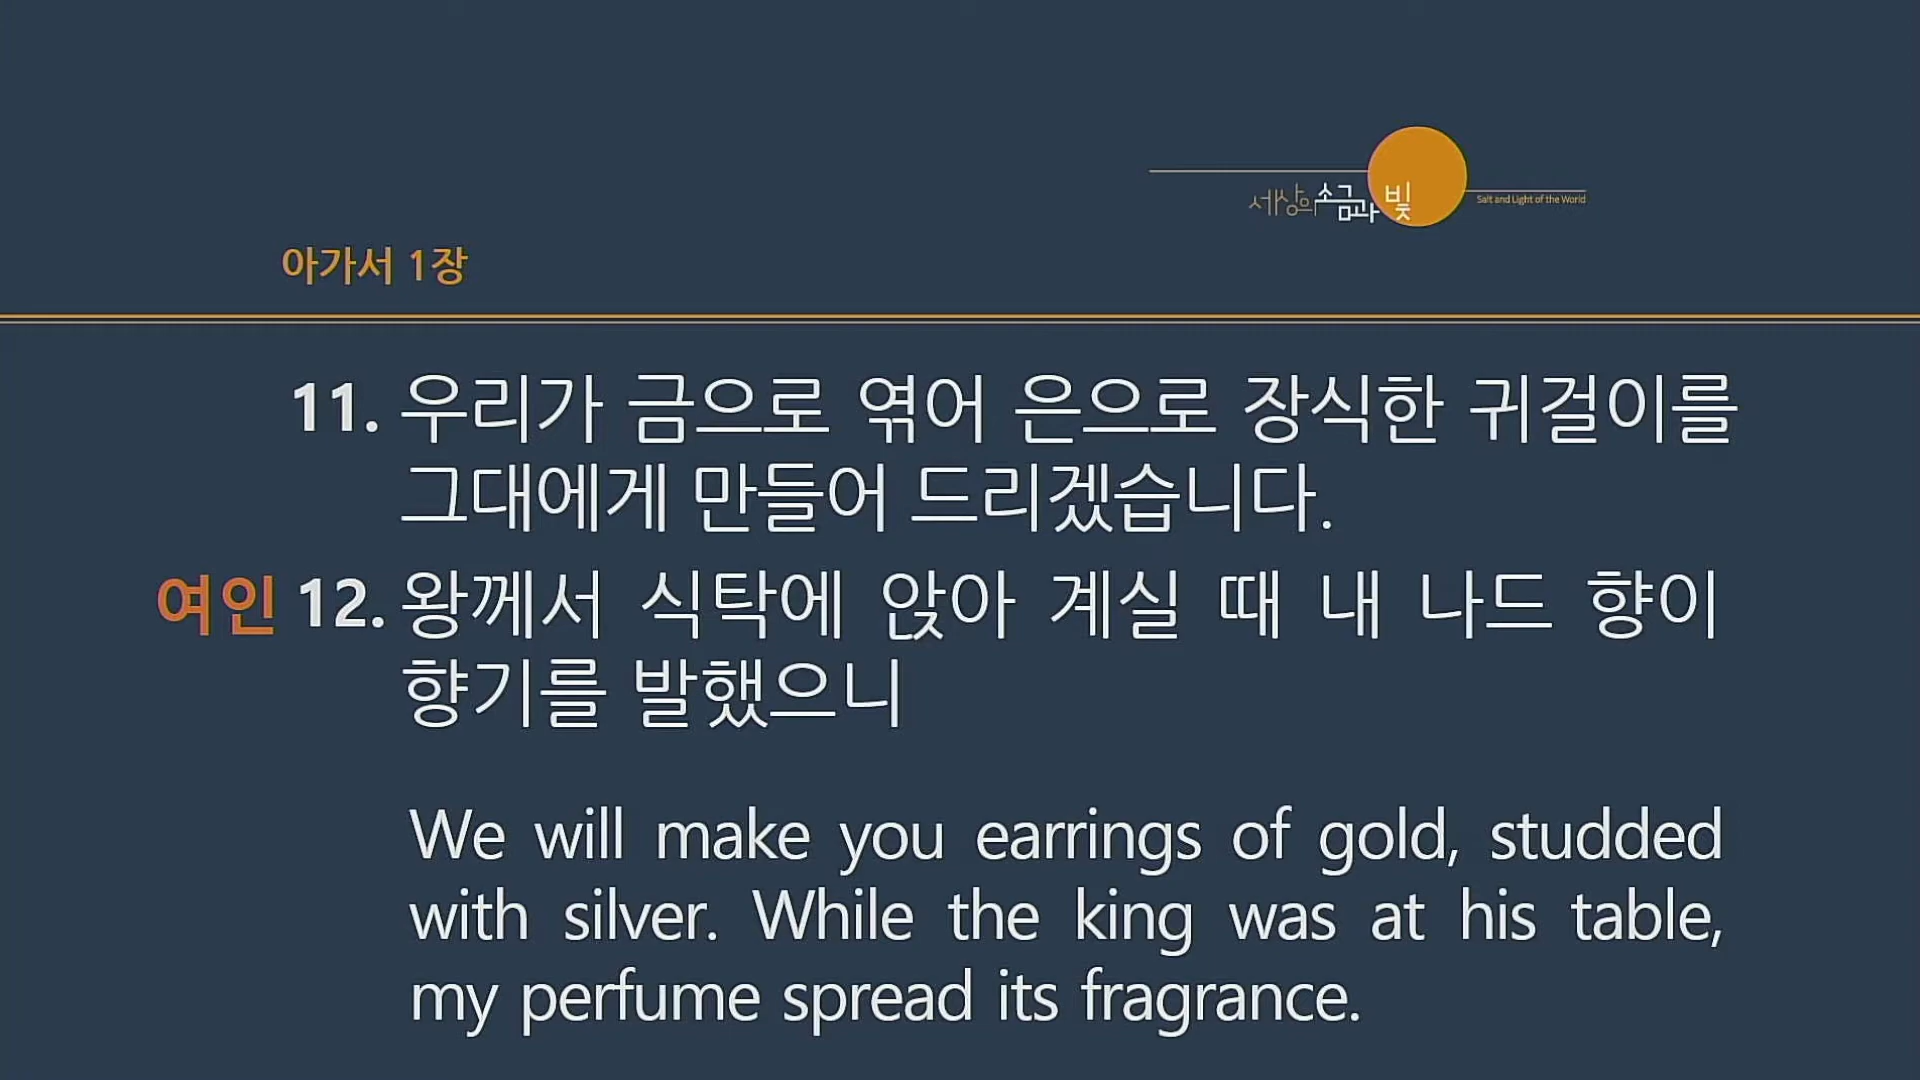 세상의 소금과 빛
Salt and Light of the World
아가서 1장
11. 우리가 금으로 엮어 은으로 장식한 귀걸이를
그대에게 만들어 드리겠습니다.
여인 12. 왕께서 식탁에 앉아 계실 때 내 나드 향이
향기를 발했으니
We will make you earrings of gold, studded
with silver. While the king was at his table,
my perfume spread its fragrance.